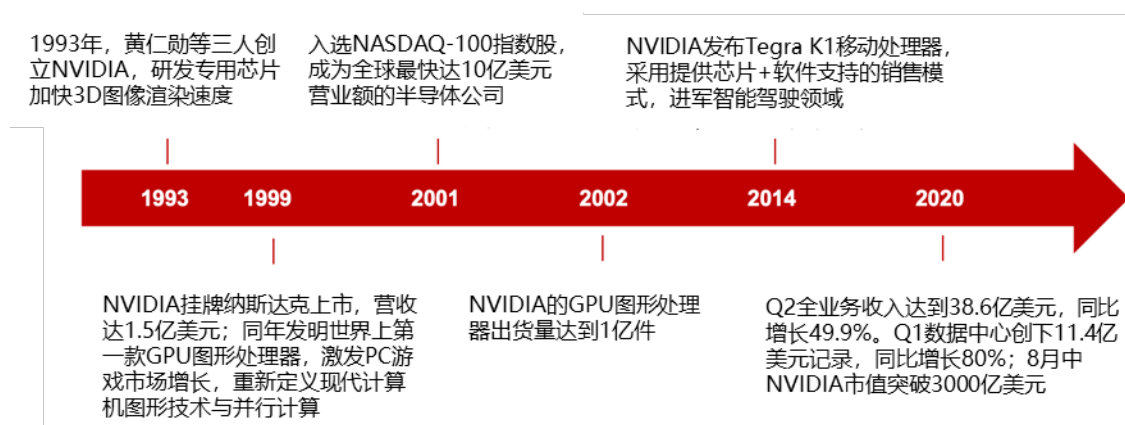 1993年，黄仁勋等三人创
立NVIDIA，研发专用芯片
加快3D图像渲染速度
入选NASDAQ-100指数股，
成为全球最快达10亿美元
营业额的半导体公司
NVIDIA发布Tegra K1移动处理器，
采用提供芯片+软件支持的销售模
式，进军智能驾驶领域
1993
1999
2001
2002
2014
2020
NVIDIA挂牌纳斯达克上市，营收
达1.5亿美元；同年发明世界上第
一款GPU图形处理器，激发PC游
戏市场增长，重新定义现代计算
机图形技术与并行计算
NVIDIA的GPU图形处理
器出货量达到1亿件
Q2全业务收入达到38.6亿美元，同比
增长49.9%。Q1数据中心创下11.4亿
美元记录，同比增长80%；8月中
NVIDIA市值突破3000亿美元